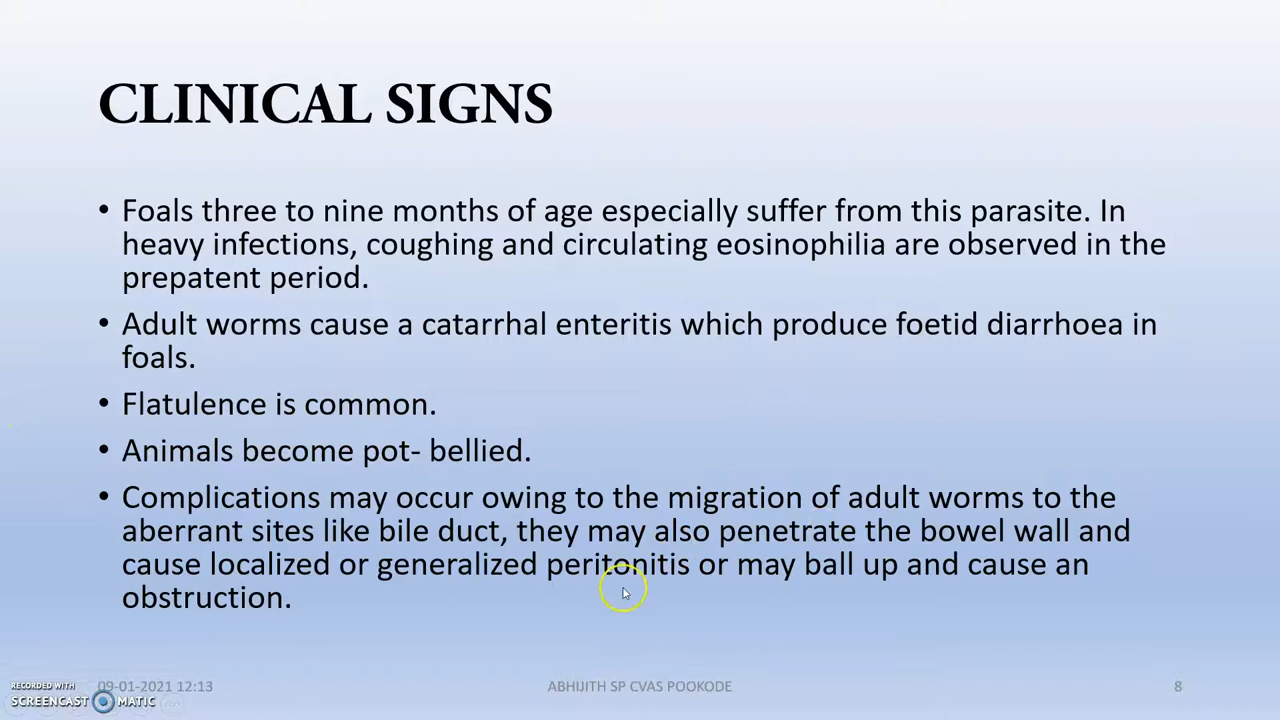 CLINICAL SIGNS
• Foals three to nine months of age especially suffer from this parasite. In
heavy infections, coughing and circulating eosinophilia are observed in the
prepatent period.
• Adult worms cause a catarrhal enteritis which produce foetid diarrhoea in
foals.
• Flatulence is common.
• Animals become pot- bellied.
• Complications may occur owing to the migration of adult worms to the
aberrant sites like bile duct, they may also penetrate the bowel wall and
cause localized or generalized peritonitis or may ball up and cause an
obstruction.
RECORDED WITH
SCREENCAST MATIC
09-01-2021 12:13
ABHIJITH SP CVAS POOKODE
8